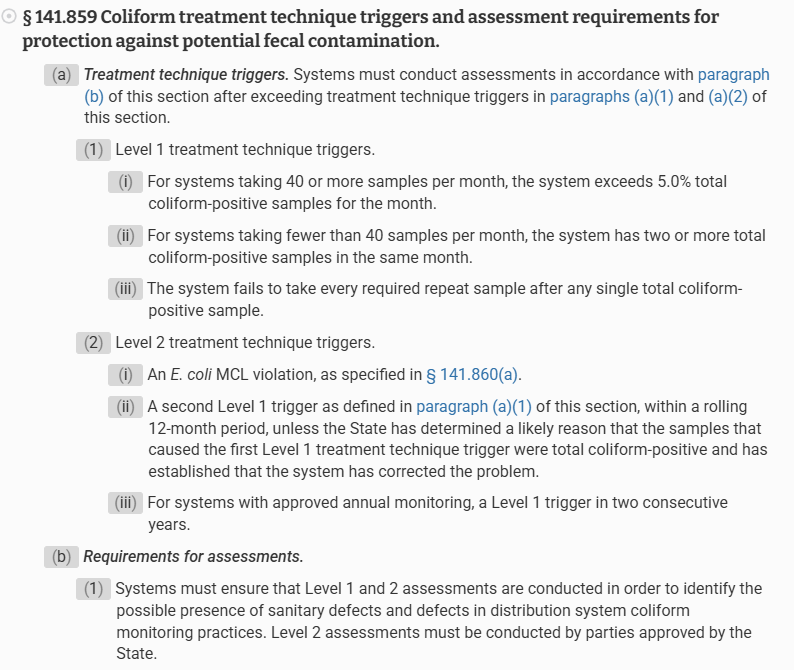 § 141.859 Coliform treatment technique triggers and assessment requirements for
protection against potential fecal contamination.
(a) Treatment technique triggers. Systems must conduct assessments in accordance with paragraph
(b) of this section after exceeding treatment technique triggers in paragraphs (a)(1) and (a)(2) of
this section.
(1) Level 1 treatment technique triggers.
(i) For systems taking 40 or more samples per month, the system exceeds 5.0% total
coliform-positive samples for the month.
(ii) For systems taking fewer than 40 samples per month, the system has two or more total
coliform-positive samples in the same month.
(iii) The system fails to take every required repeat sample after any single total coliform-
positive sample.
(2) Level 2 treatment technique triggers.
(i) An E. coli MCL violation, as specified in § 141.860(a).
(ii) A second Level 1 trigger as defined in paragraph (a)(1) of this section, within a rolling
12-month period, unless the State has determined a likely reason that the samples that
caused the first Level 1 treatment technique trigger were total coliform-positive and has
established that the system has corrected the problem.
(iii) For systems with approved annual monitoring, a Level 1 trigger in two consecutive
years.
(b) Requirements for assessments.
(1) Systems must ensure that Level 1 and 2 assessments are conducted in order to identify the
possible presence of sanitary defects and defects in distribution system coliform
monitoring practices. Level 2 assessments must be conducted by parties approved by the
State.